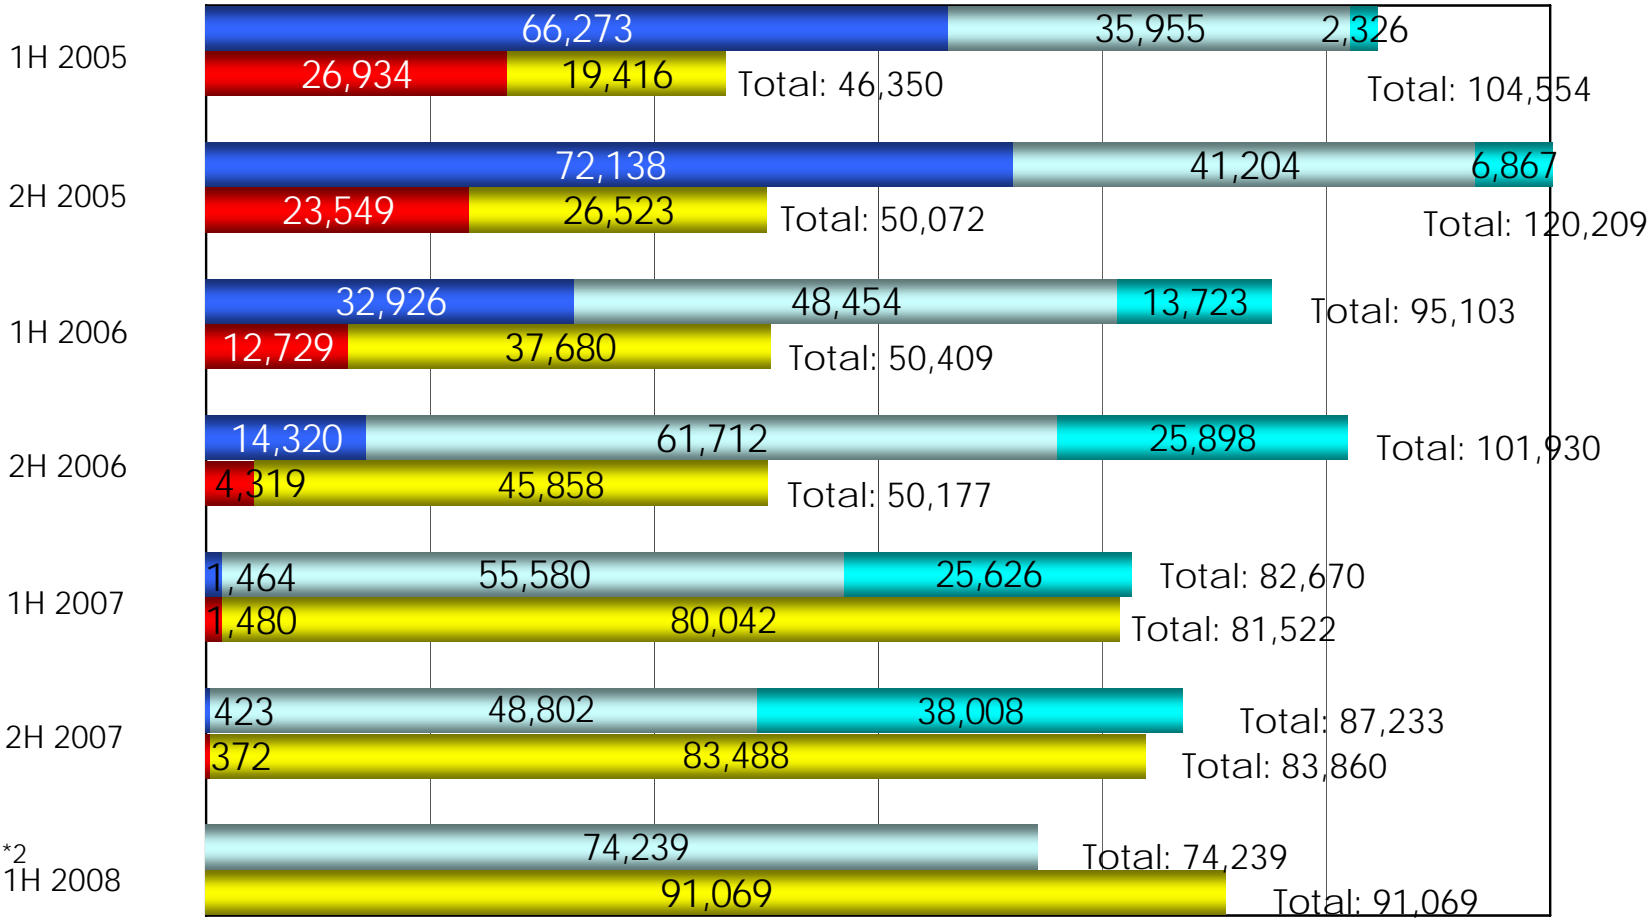 66,273 35,955 2,326
1H 2005
26,934 19,416 Total: 46,350 Total: 104,554
72,138 41,204 6,867
2H 2005
23,549 26,523 Total: 50,072 Total: 120,209
32,926 48,454 13,723 Total: 95,103
1H 2006
12,729 37,680 Total: 50,409
14,320 61,712 25,898 Total: 101,930
2H 2006
4,319 45,858 Total: 50,177
1,464 55,580 25,626 Total: 82,670
1H 2007
1,480 80,042 Total: 81,522
423 48,802 38,008 Total: 87,233
2H 2007
372 83,488 Total: 83,860
74,239 Total: 74,239
*2
1H 2008
91,069 Total: 91,069